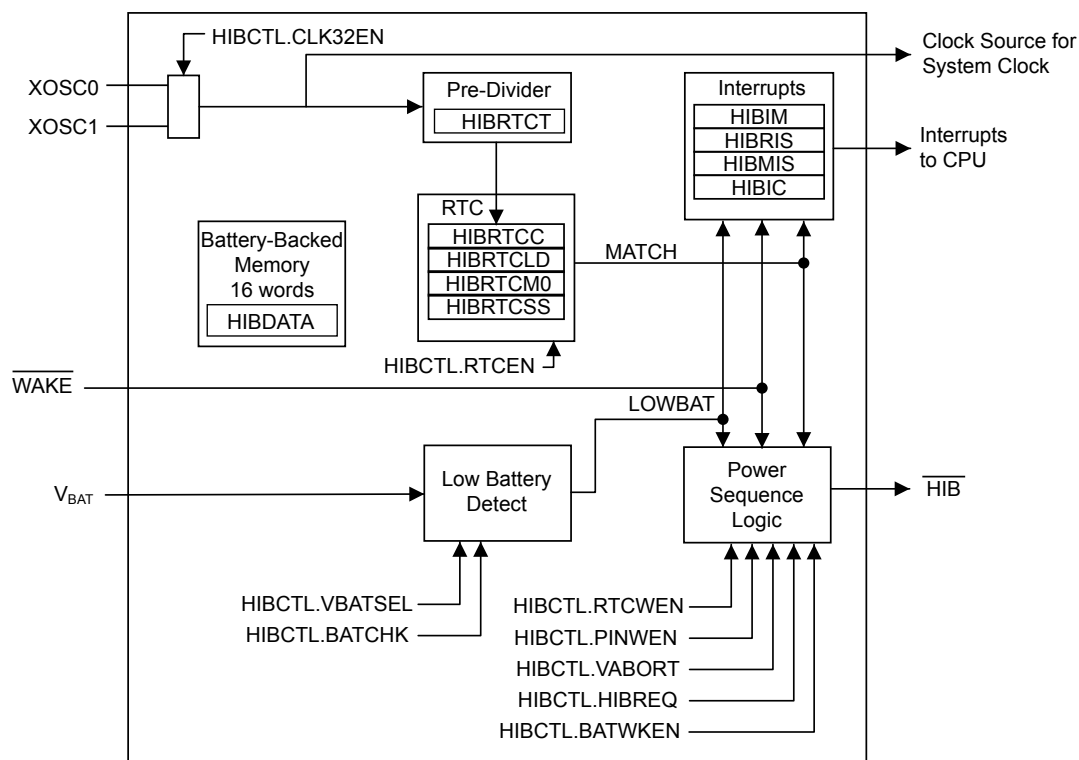 HIBCTL.CLK32EN
XOSC0
XOSC1
Clock Source for
System Clock
Pre-Divider
HIBRTCT
Interrupts
HIBIM
HIBRIS
HIBMIS
HIBIC
Interrupts
to CPU
RTC
HIBRTCC
HIBRTCLD
HIBRTCM0
HIBRTCSS
MATCH
Battery-Backed
Memory
16 words
HIBDATA
HIBCTL.RTCEN
WAKE
LOWBAT
VBAT
Low Battery
Detect
Power
Sequence
Logic
HIB
HIBCTL.VBATSEL
HIBCTL.BATCHK
HIBCTL.RTCWEN
HIBCTL.PINWEN
HIBCTL.VABORT
HIBCTL.HIBREQ
HIBCTL.BATWKEN